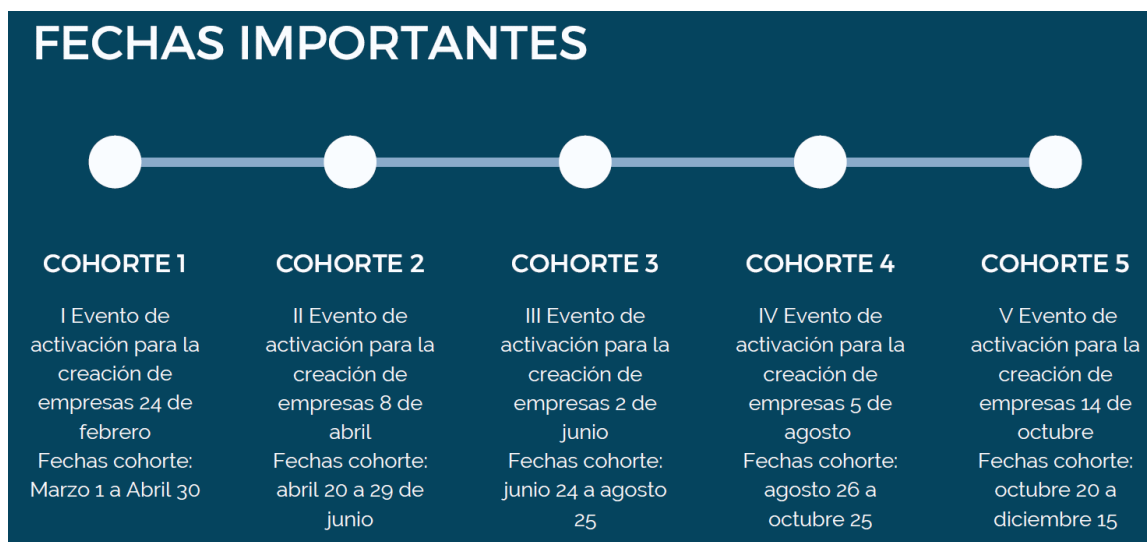 FECHAS IMPORTANTES
COHORTE 1
I Evento de
activación para la
creación de
empresas 24 de
febrero
Fechas cohorte:
Marzo 1 a Abril 30
COHORTE 2
II Evento de
activación para la
creación de
empresas 8 de
abril
Fechas cohorte:
abril 20 a 29 de
junio
COHORTE 3
III Evento de
activación para la
creación de
empresas 2 de
junio
Fechas cohorte:
junio 24 a agosto
25
COHORTE 4
IV Evento de
activación para la
creación de
empresas 5 de
agosto
Fechas cohorte:
agosto 26 a
octubre 25
COHORTE 5
V Evento de
activación para la
creación de
empresas 14 de
octubre
Fechas cohorte:
octubre 20 a
diciembre 15